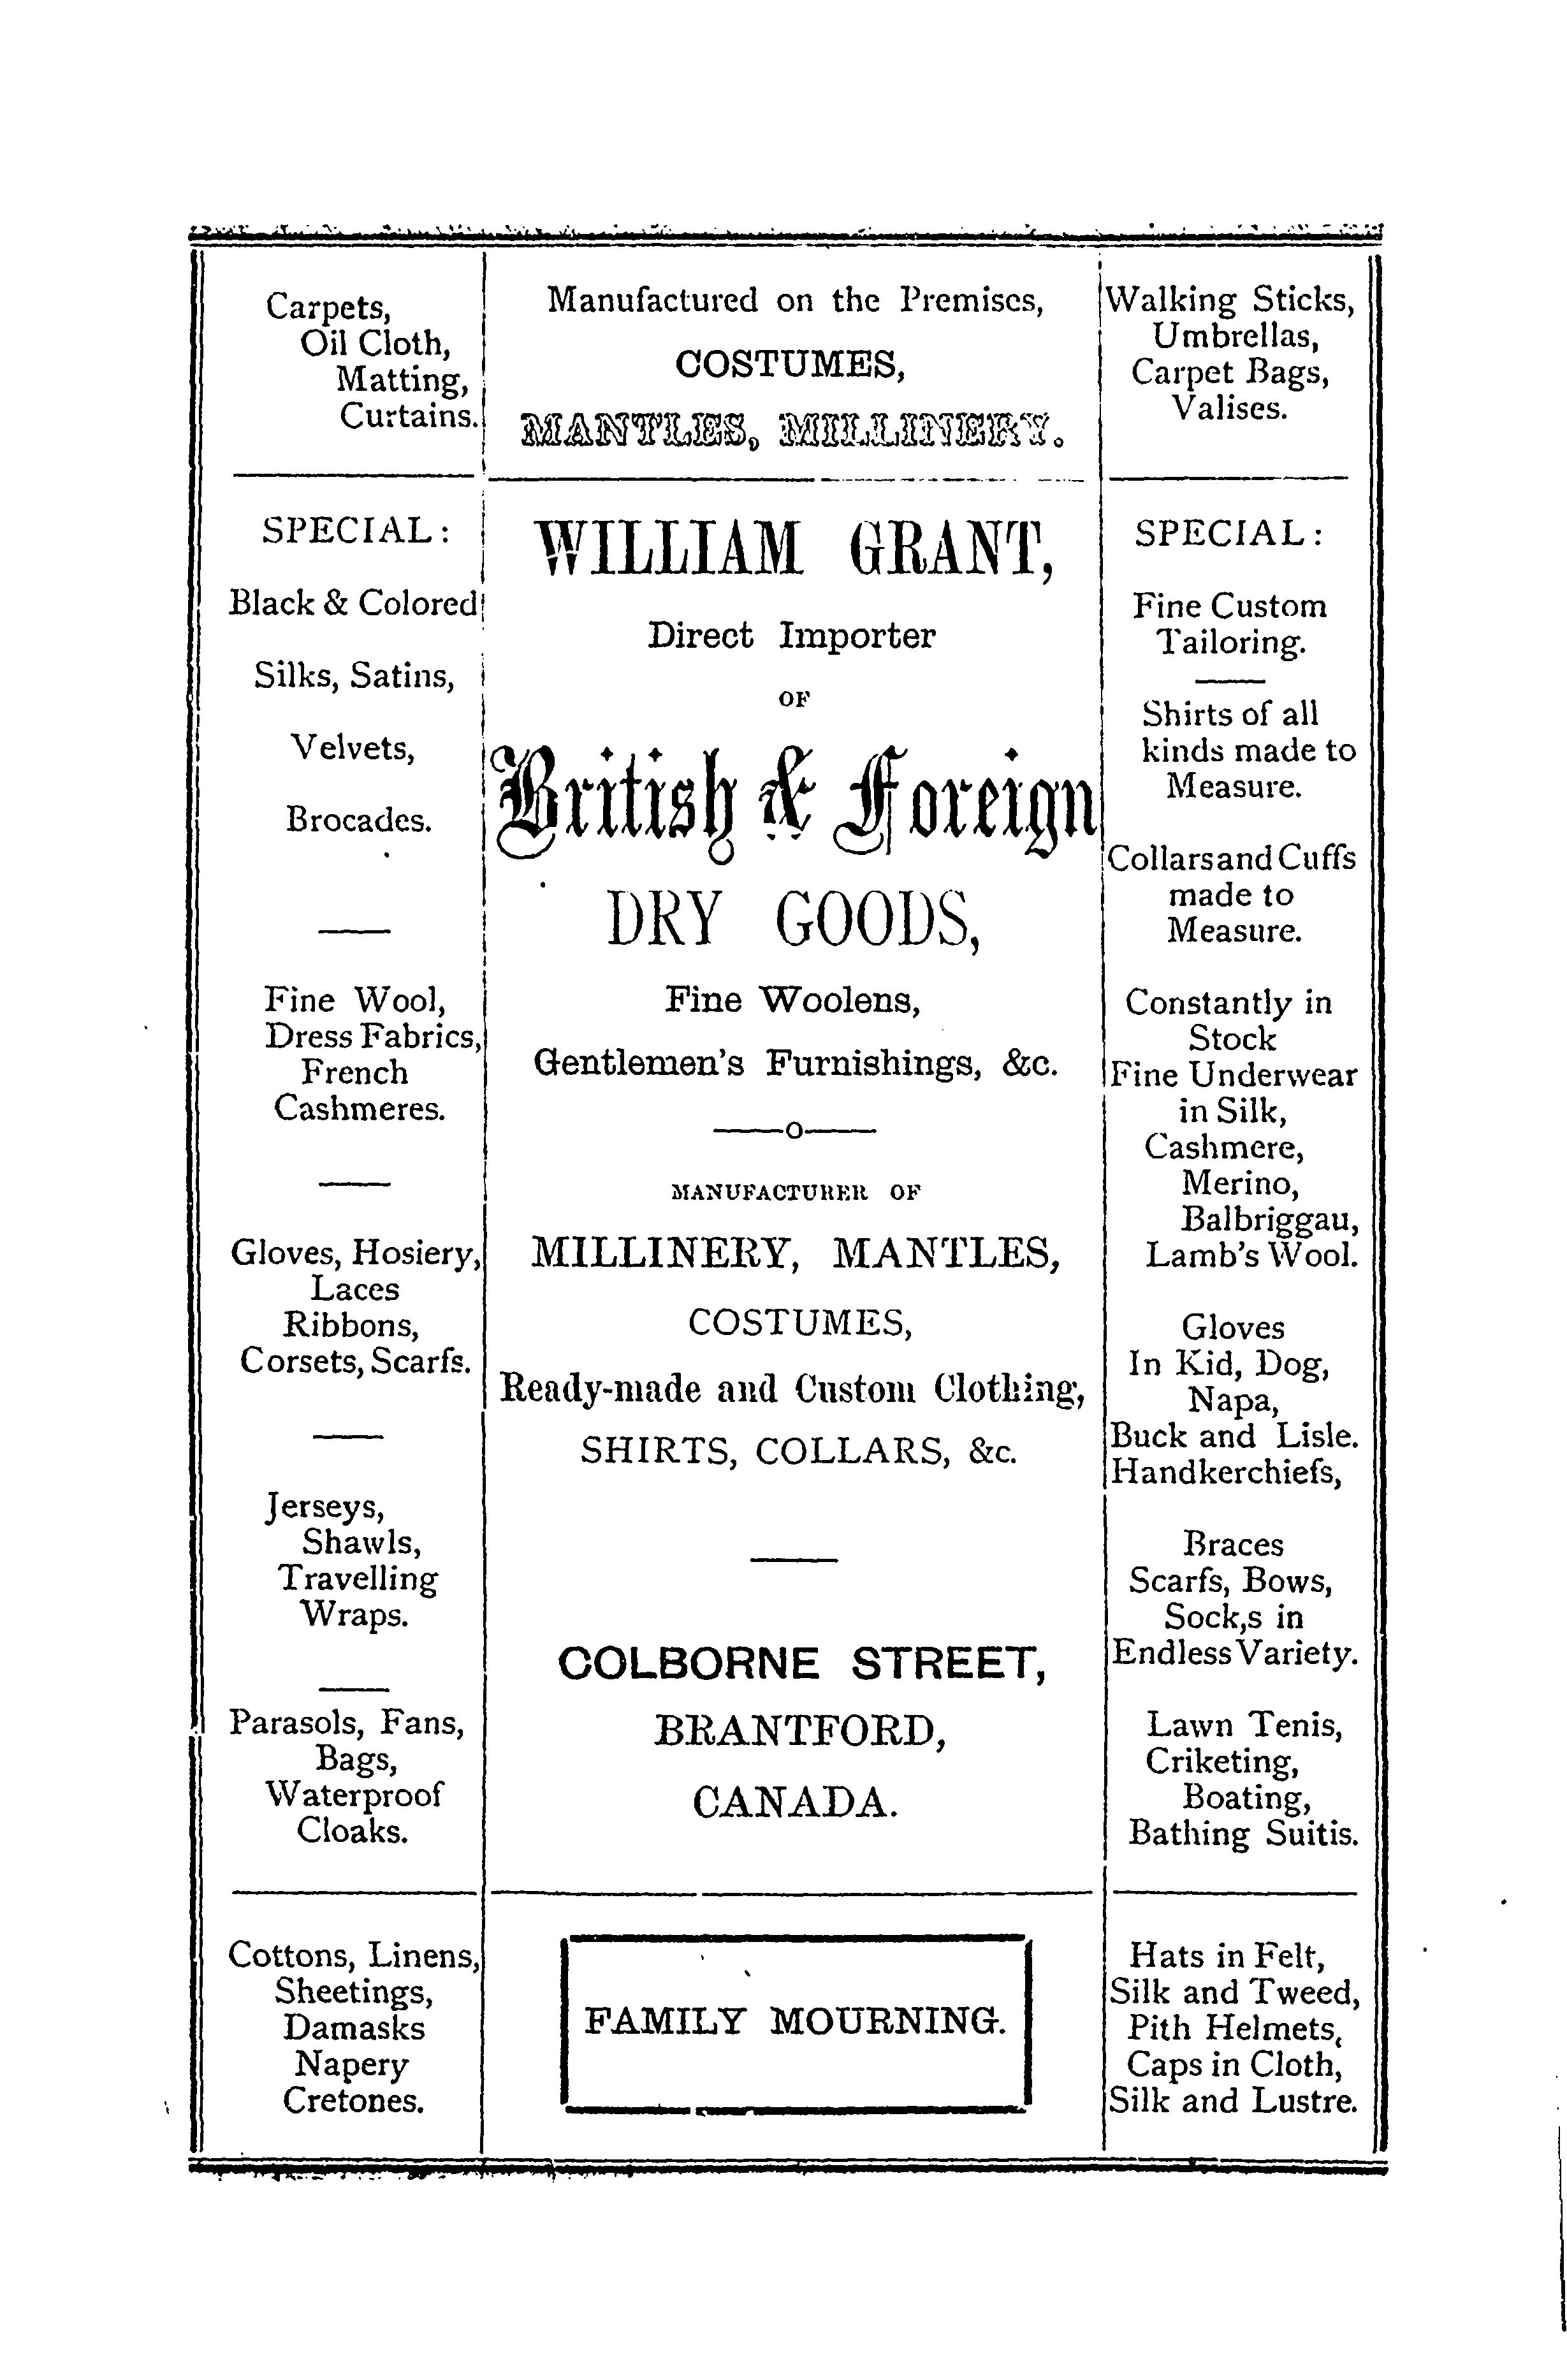 Carpets,
Oil Cloth,
Matting,
Curtains.
SPECIAL:
Black & Colored
Silks, Satins,
Velvets,
Brocades.
Fine Wool,
Dress Fabrics,
French
Cashmeres.
Gloves, Hosiery,
Laces
Ribbons,
Corsets, Scarfs.
Jerseys,
Shawls,
Travelling
Wraps.
Parasols, Fans,
Bags,
Waterproof
Cloaks.
Cottons, Linens,
Sheetings,
Damasks
Napery
Cretones.
Manufactured on the Premises,
COSTUMES,
MANTLES, MILLINERY.
WILLIAM GRANT,
Direct Importer
OF
British & Foreign
DRY GOODS,
Fine Woolens,
Gentlemen's Furnishings, &c.
MANUFACTURER OF
MILLINERY, MANTLES,
COSTUMES,
Ready-made and Custom Clothing,
SHIRTS, COLLARS, &c.
COLBORNE STREET,
BRANTFORD,
CANADA.
FAMILY MOURNING.
Walking Sticks,
Umbrellas,
Carpet Bags,
Valises.
SPECIAL:
Fine Custom
Tailoring.
Shirts of all
kinds made to
Measure.
Collars and Cuffs
made to
Measure.
Constantly in
Stock
Fine Underwear
in Silk,
Cashmere,
Merino,
Balbriggau,
Lamb's Wool.
Gloves
In Kid, Dog,
Napa,
Buck and Lisle.
Handkerchiefs,
Braces
Scarfs, Bows,
Sock,s in
Endless Variety.
Lawn Tenis,
Criketing,
Boating,
Bathing Suitis.
Hats in Felt,
Silk and Tweed,
Pith Helmets,
Caps in Cloth,
Silk and Lustre.